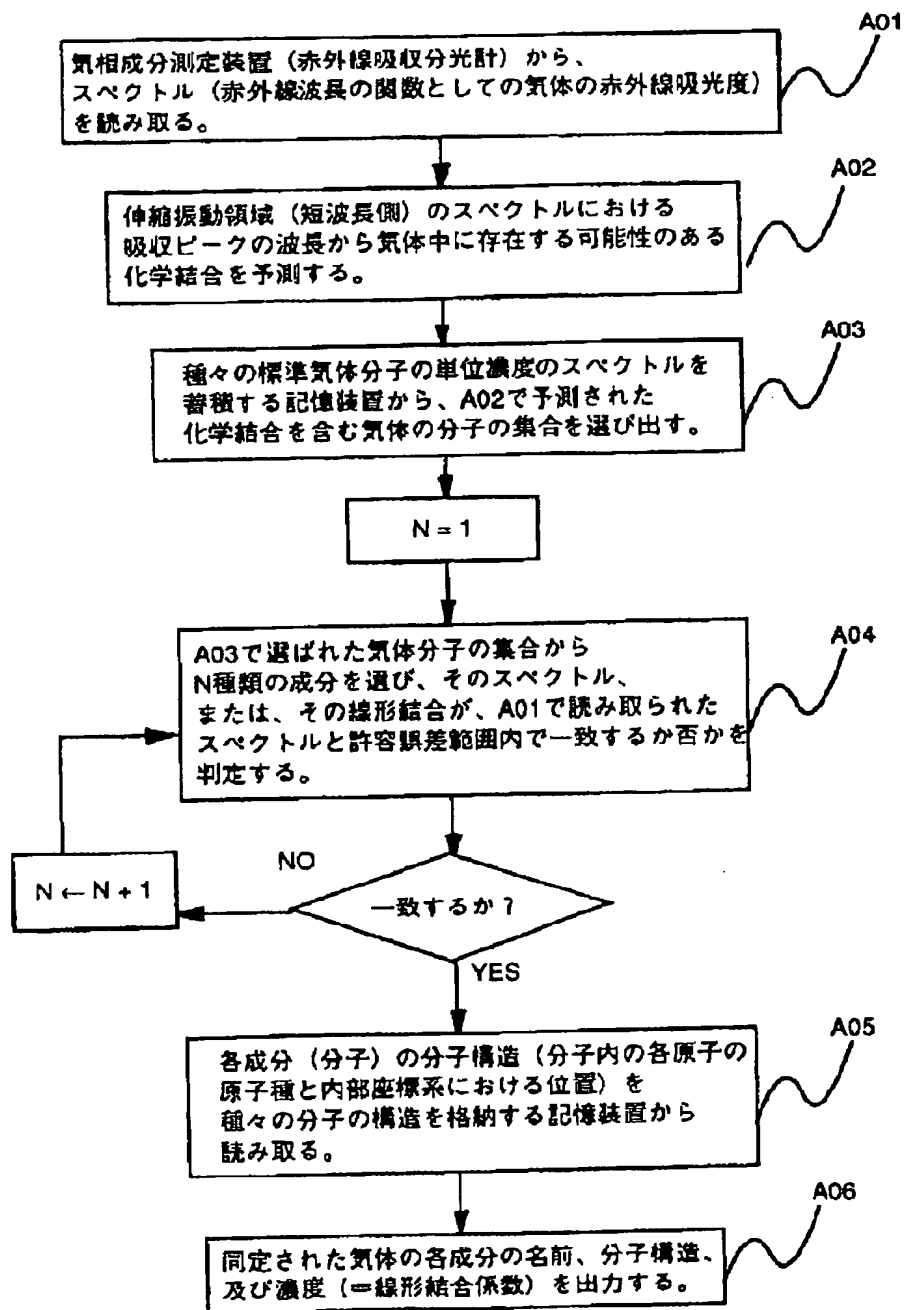 A01
気相成分測定装置（赤外線吸収分光計）から、
スペクトル（赤外線波長の関数としての気体の赤外線吸光度）
を読み取る。
A02
伸縮振動領域（短波長側）のスペクトルにおける
吸収ピークの波長から気体中に存在する可能性のある
化学結合を予測する。
A03
種々の標準気体分子の単位濃度のスペクトルを
蓄積する記憶装置から、A02で予測された
化学結合を含む気体の分子の集合を選び出す。
N = 1
A04
A03で選ばれた気体分子の集合から
N種類の成分を選び、そのスペクトル、
または、その線形結合が、A01で読み取られた
スペクトルと許容誤差範囲内で一致するか否かを
判定する。
NO
N ← N + 1
一致するか？
YES
A05
各成分（分子）の分子構造（分子内の各原子の
原子種と内部座標系における位置）を
種々の分子の構造を格納する記憶装置から
読み取る。
A06
同定された気体の各成分の名前、分子構造、
及び濃度（＝線形結合係数）を出力する。